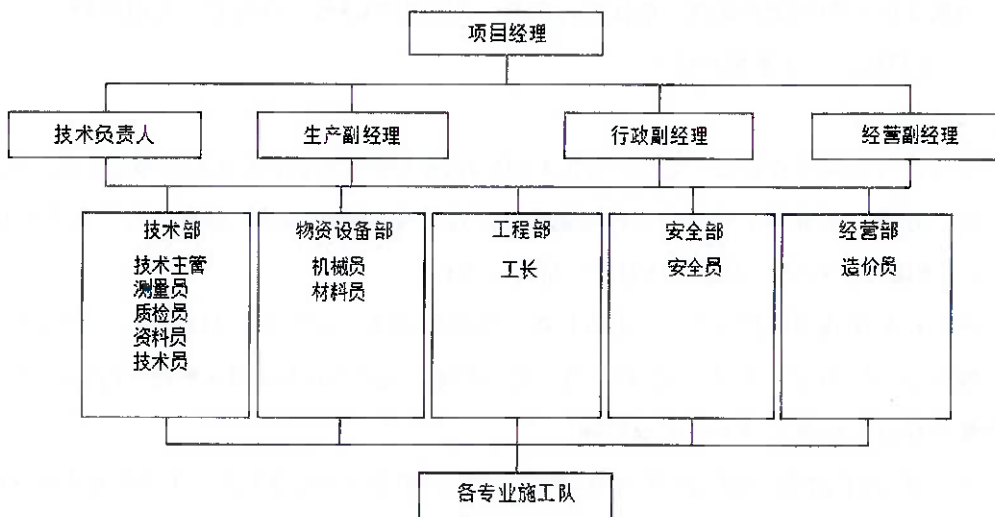 项目经理
技术负责人
生产副经理
行政副经理
经营副经理
技术部
技术主管
测量员
质检员
资料员
技术员
物资设备部
机械员
材料员
工程部
工长
安全部
安全员
经营部
造价员
各专业施工队